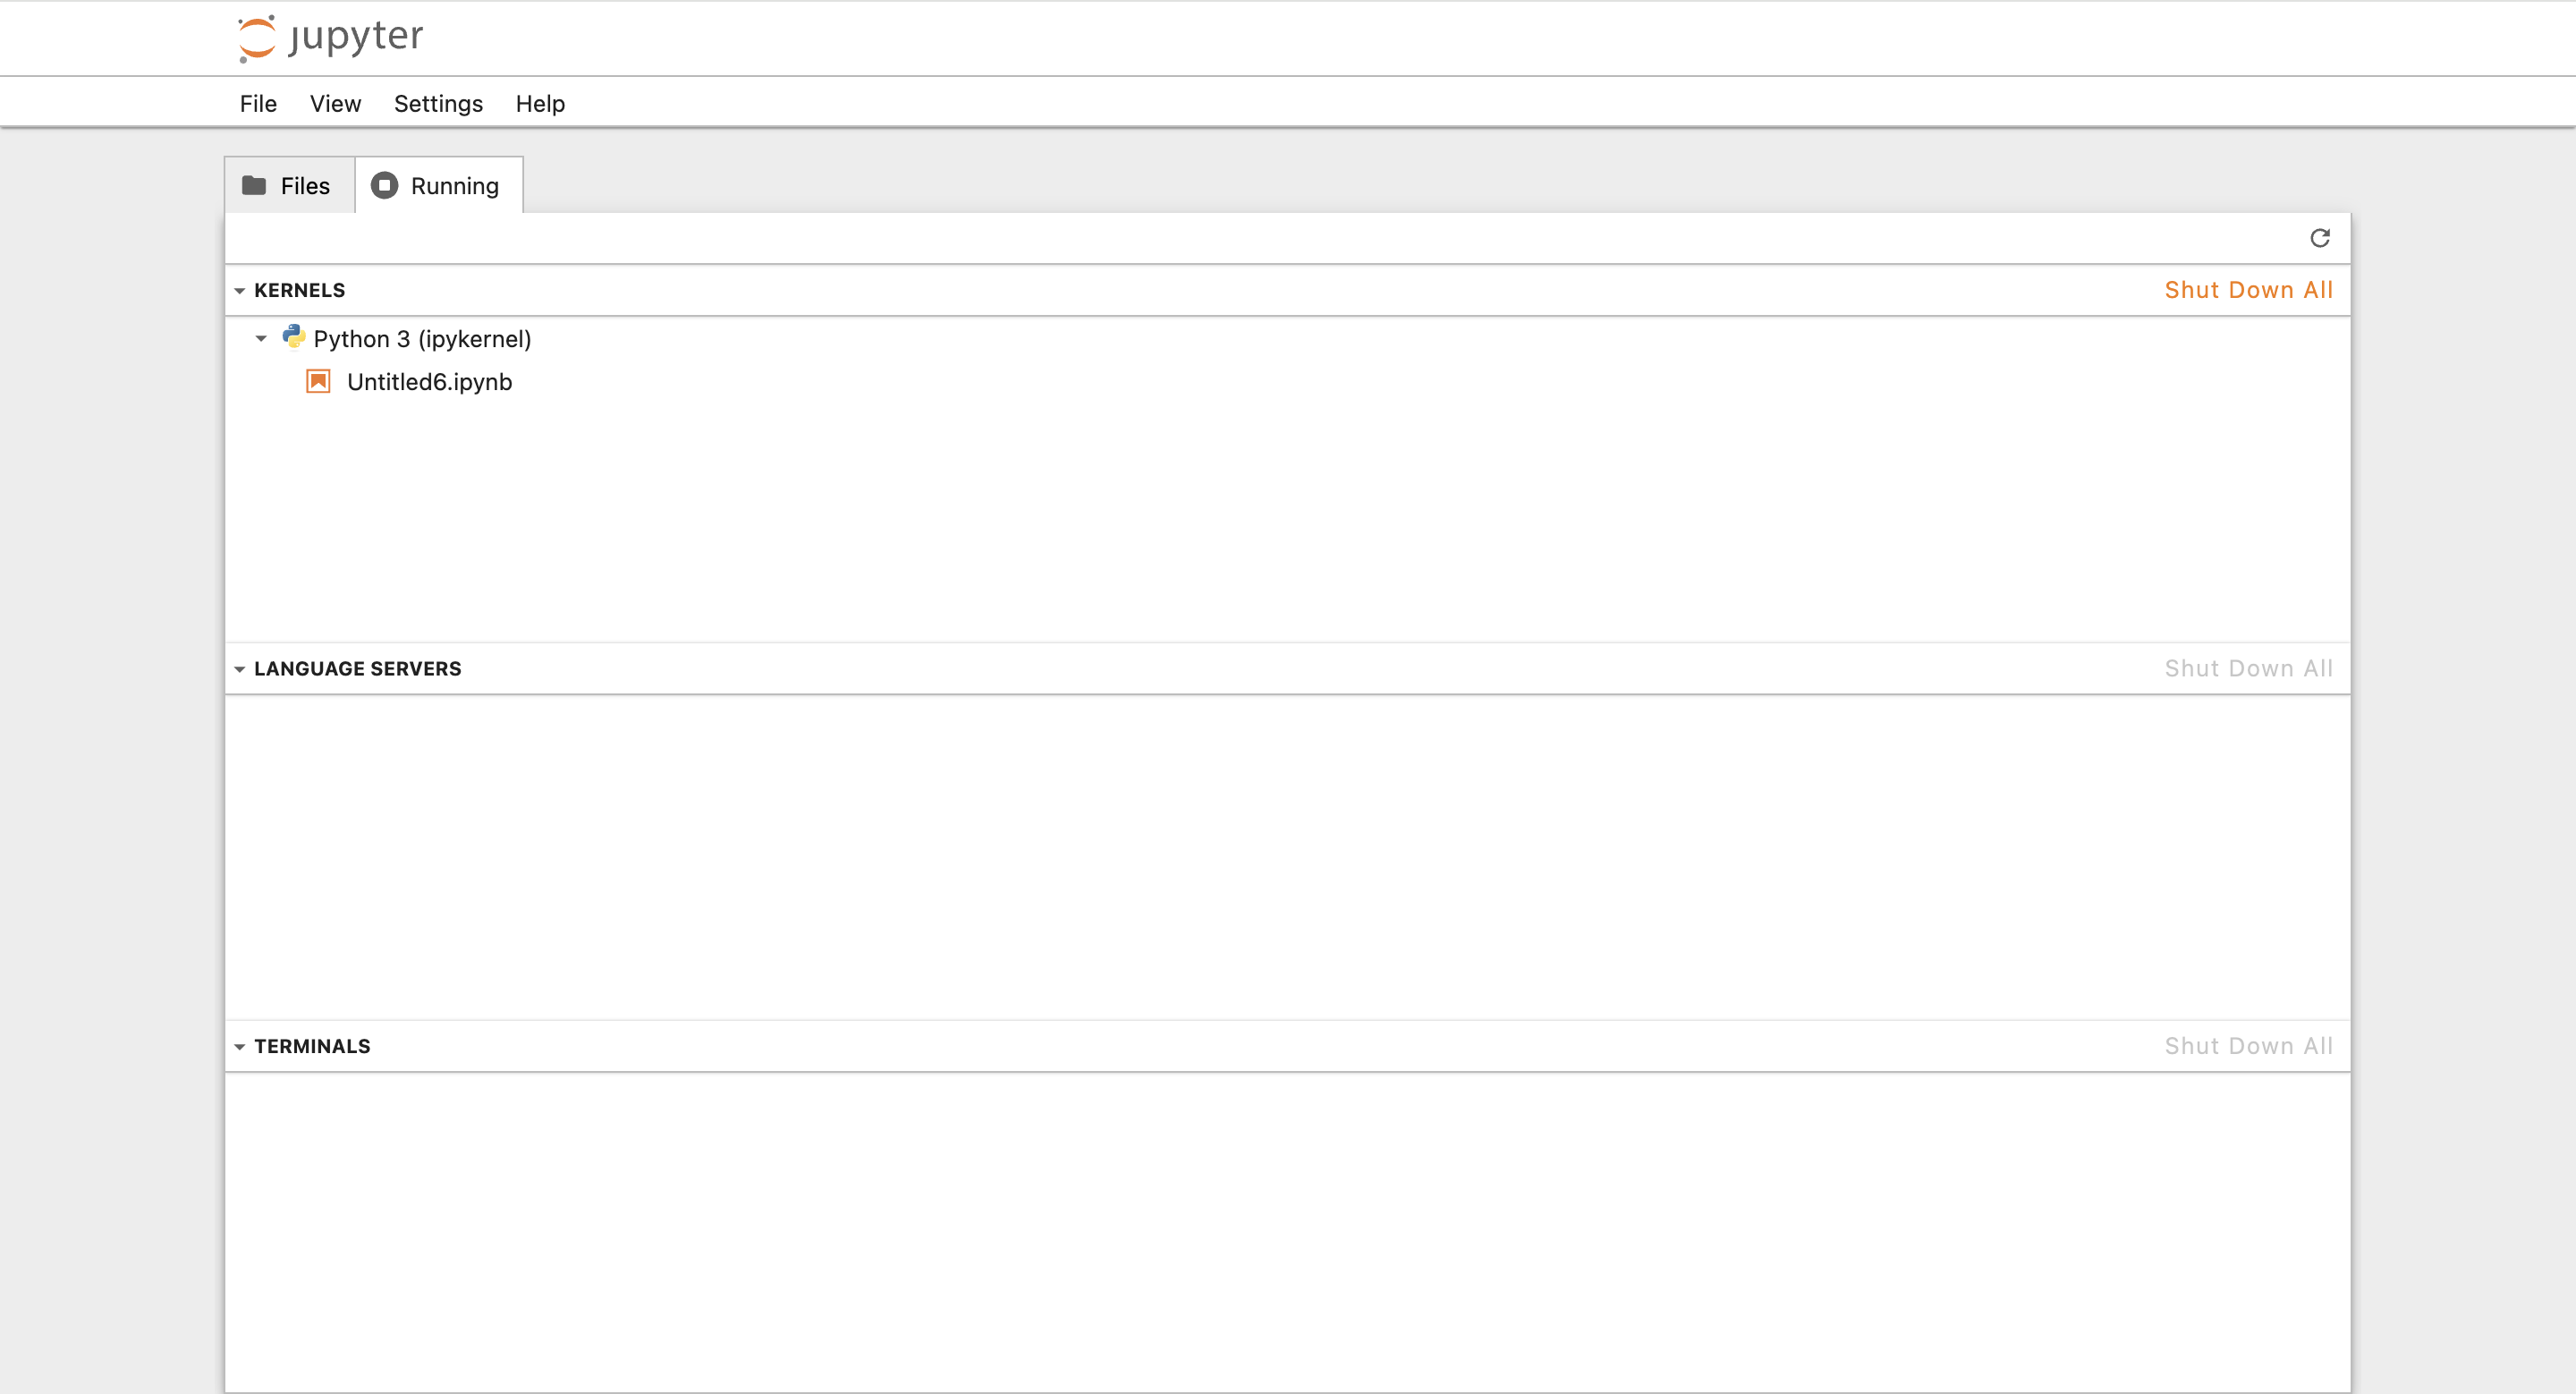 jupyter
File View Settings Help
Files Running
KERNELS Shut Down All
Python 3 (ipykernel)
Untitled6.ipynb
LANGUAGE SERVERS Shut Down All
TERMINALS Shut Down All